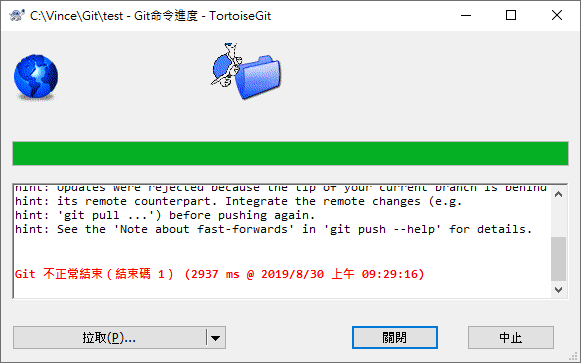 C:\Vince\Git\test - Git命令進度 - TortoiseGit
hint: Updates were rejected because the tip of your current branch is behind
hint: its remote counterpart. Integrate the remote changes (e.g.
hint: 'git pull ...') before pushing again.
hint: See the 'Note about fast-forwards' in 'git push --help' for details.
Git 不正常結束 (結束碼 1) (2937 ms @ 2019/8/30 上午 09:29:16)
拉取(P)...
關閉
中止